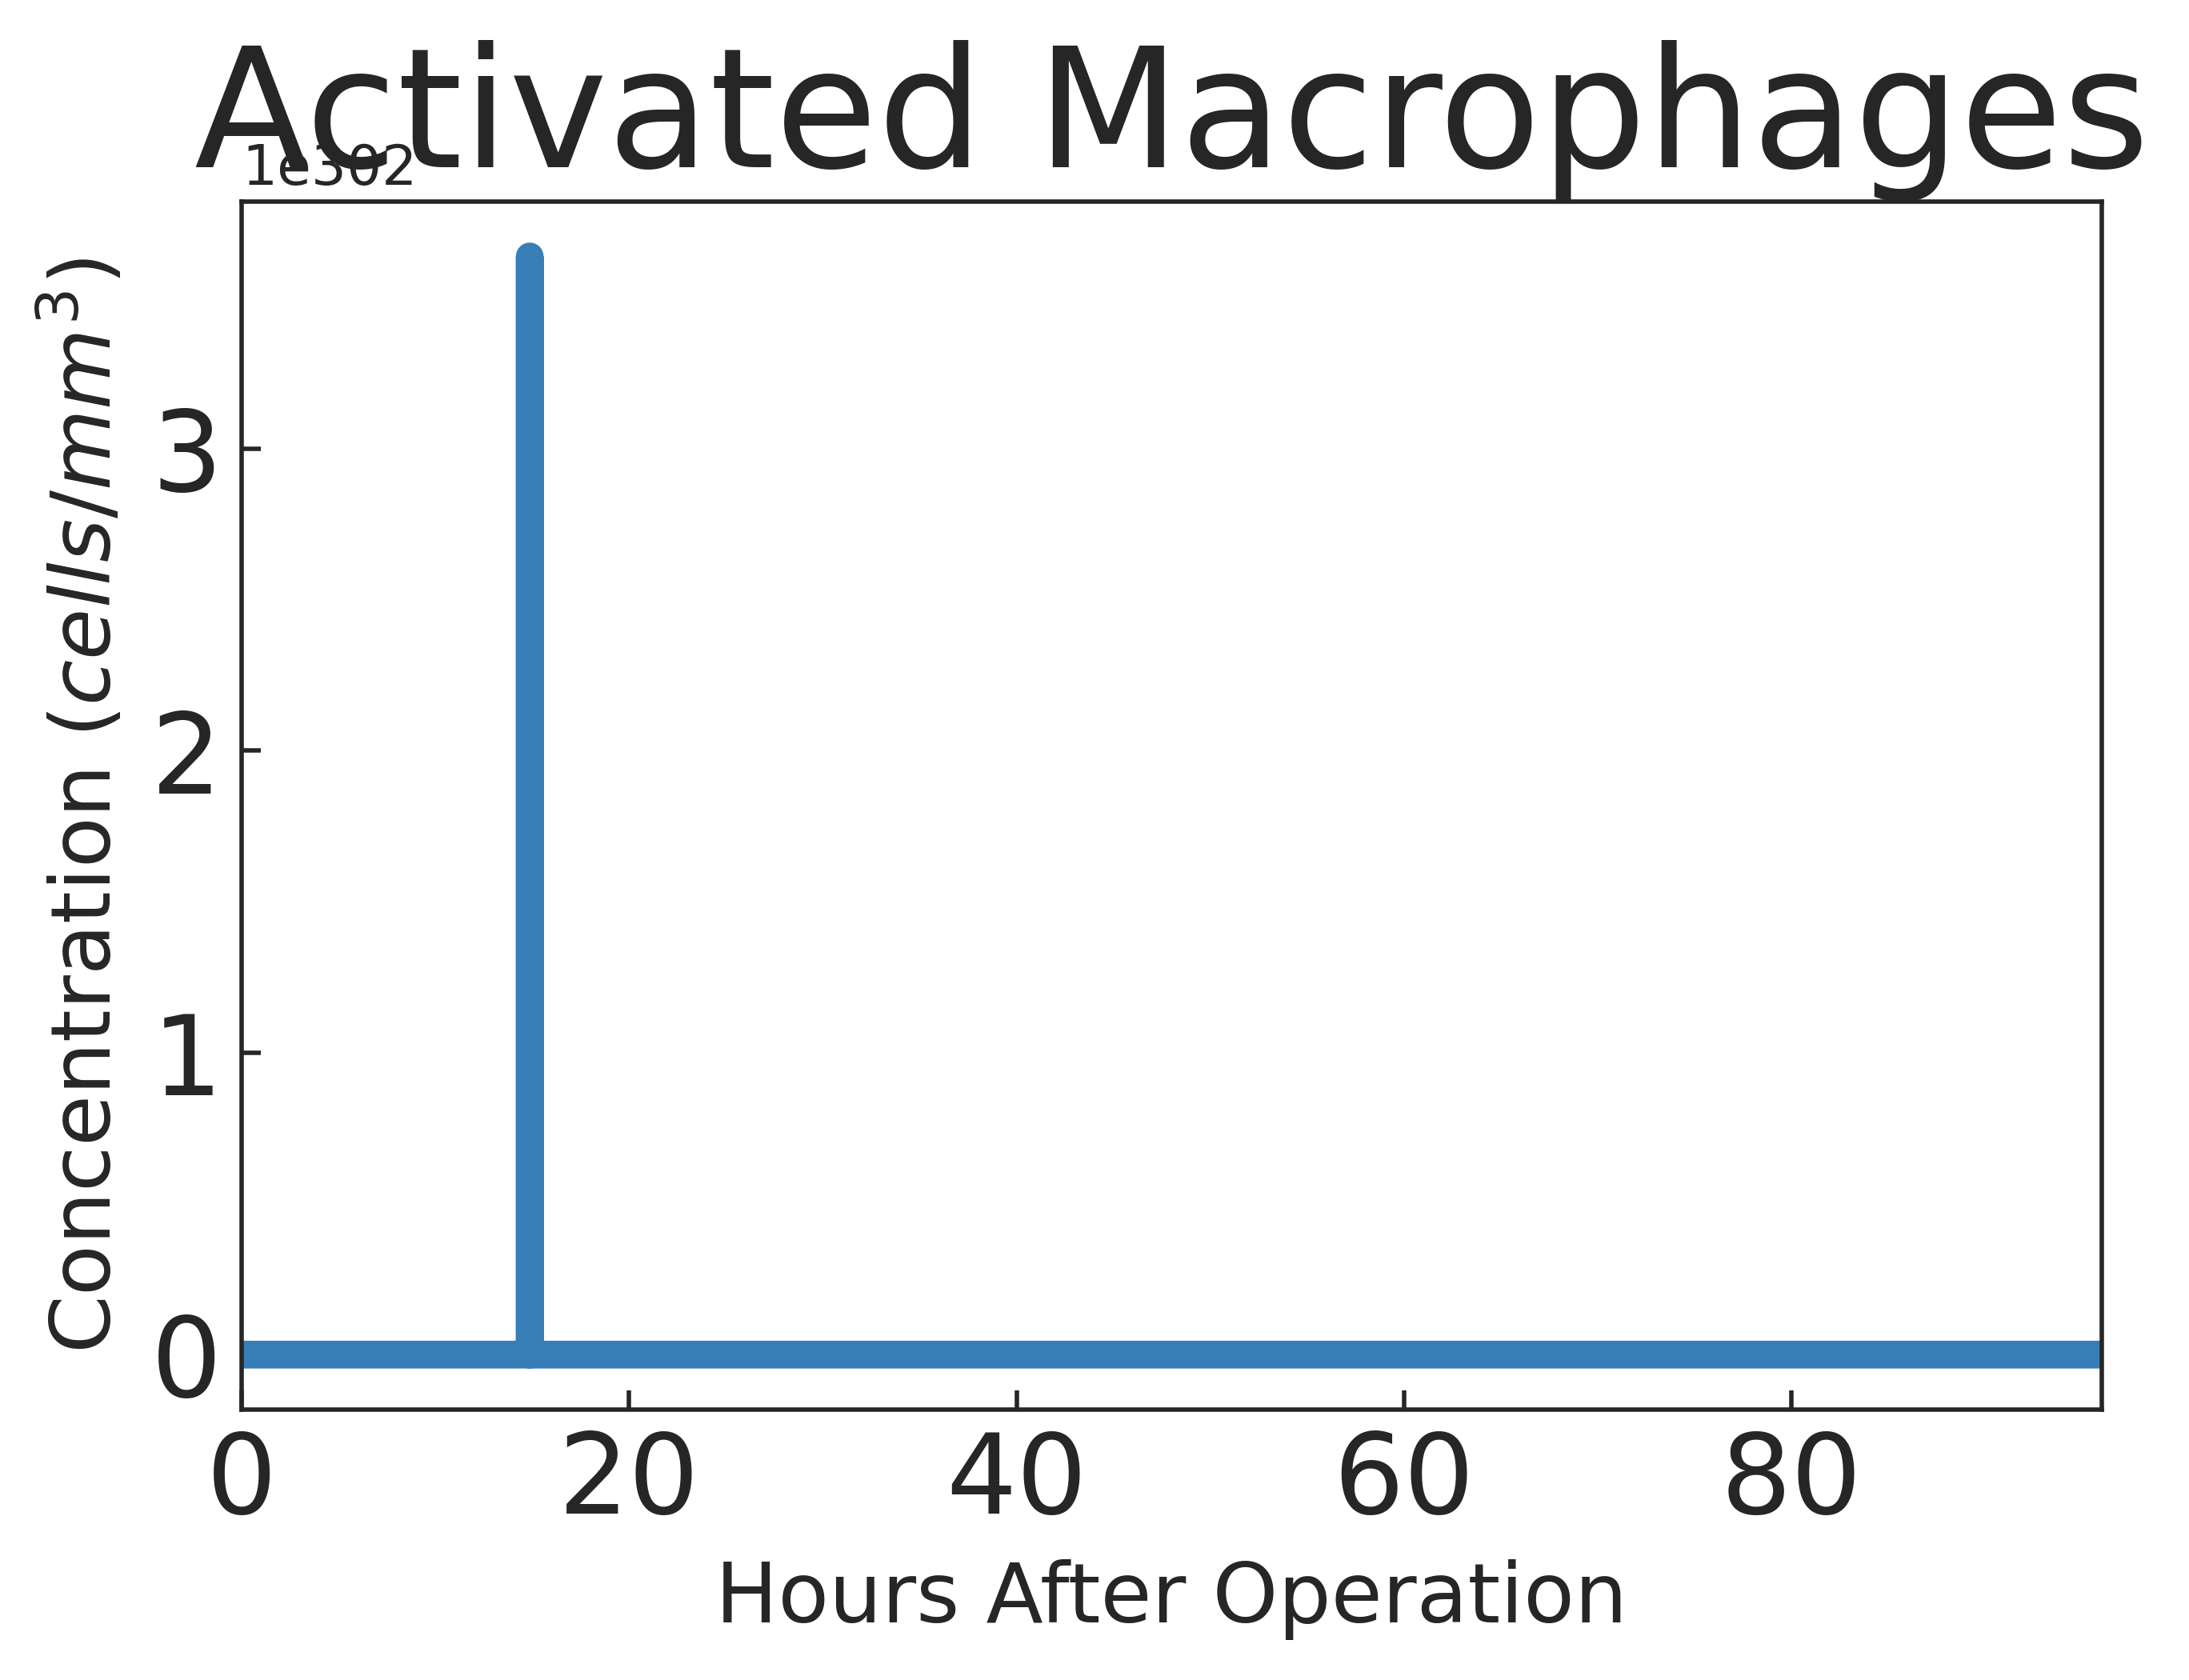 Activated Macrophages
1e302
Concentration (cells/mm³)
3
2
1
0
0 20 40 60 80
Hours After Operation